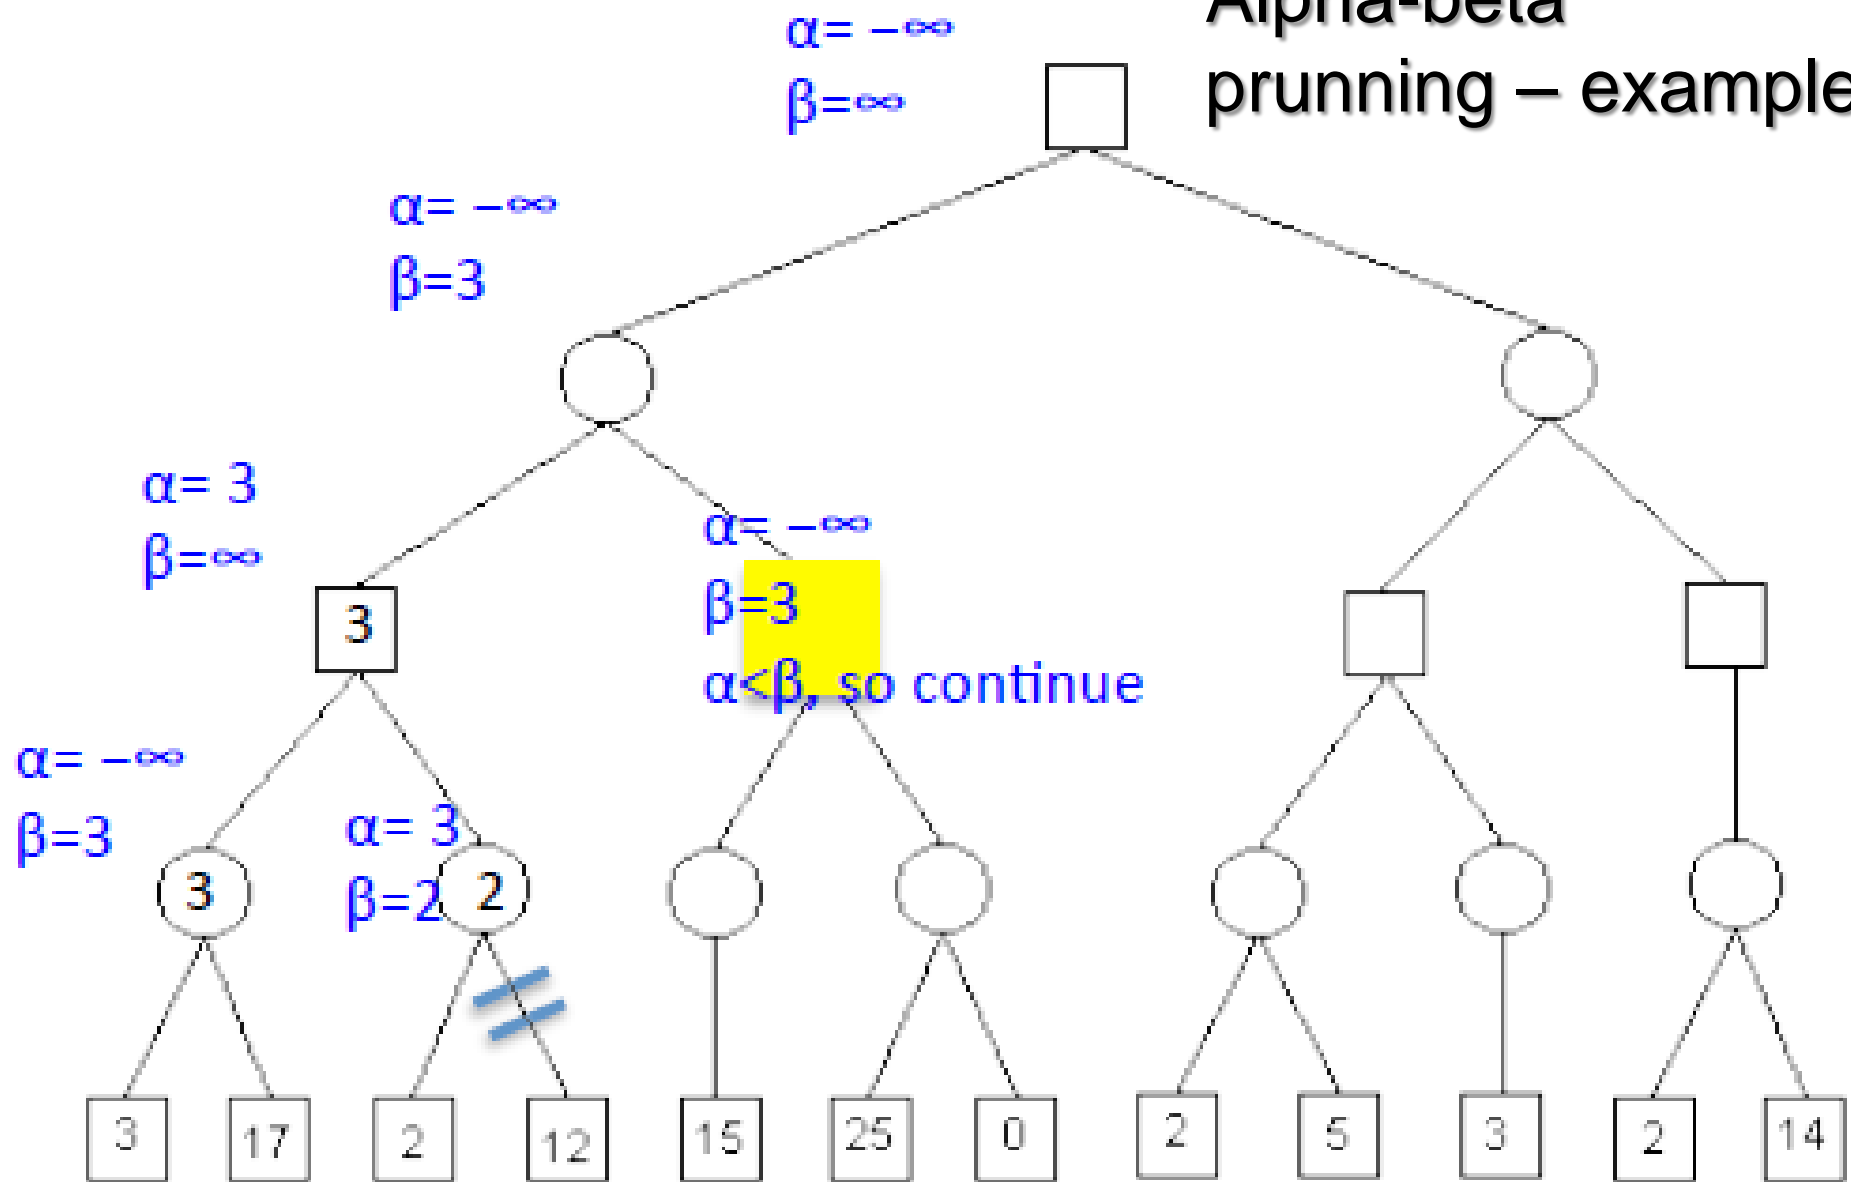 Alpha-beta
prunning – example
α= −∞
β=∞
α= −∞
β=3
α= 3
β=∞
α= −∞
β=3
α<β, so continue
3
α= −∞
β=3
α= 3
β=2
3
2
3 17 2 12 15 25 0 2 5 3 2 14